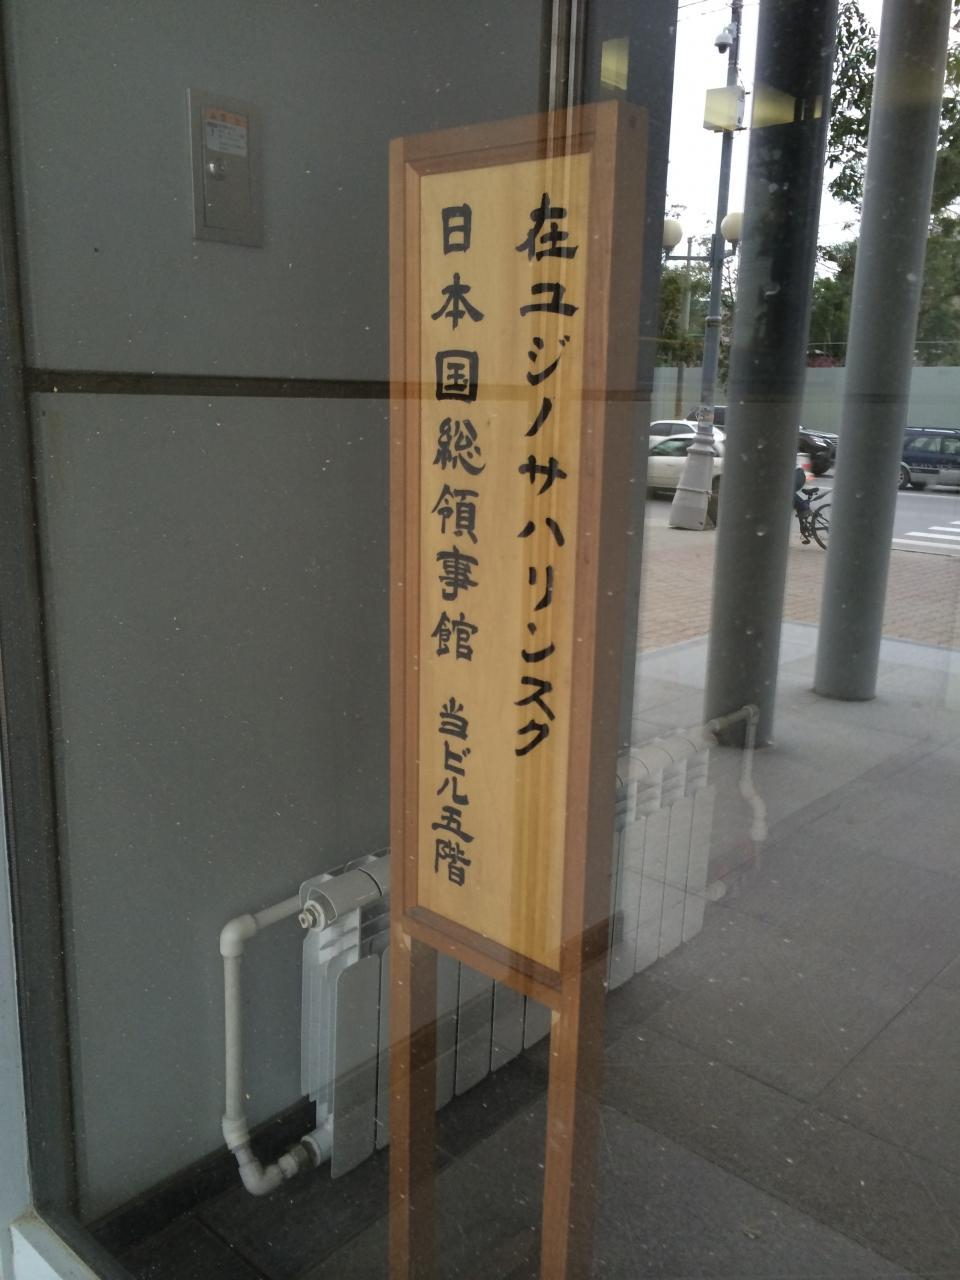 在ユジノサハリンスク
日本国総領事館 当ビル五階